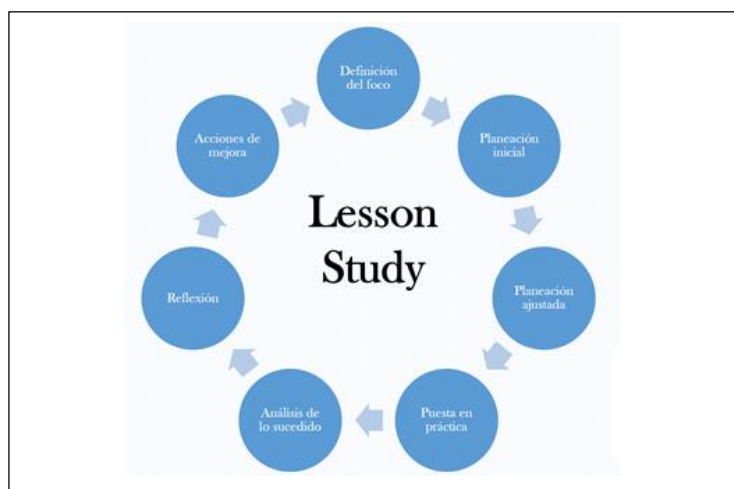 Definición
del foco
Planeación
inicial
Planeación
ajustada
Puesta en
práctica
Análisis de
lo sucedido
Reflexión
Acciones de
mejora
Lesson
Study